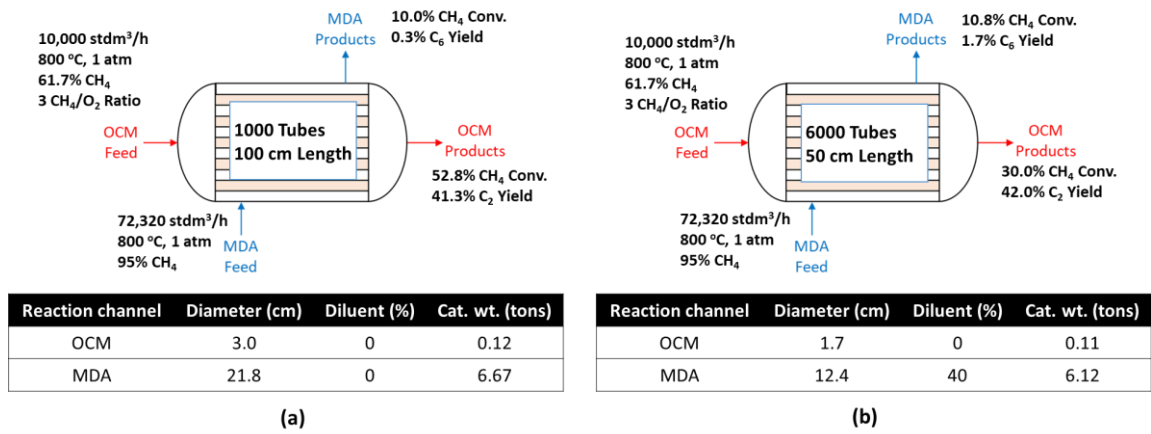 MDA
Products
10.0% CH₄ Conv.
0.3% C₆ Yield
10,000 stdm³/h
800 °C, 1 atm
61.7% CH₄
3 CH₄/O₂ Ratio
OCM
Feed
1000 Tubes
100 cm Length
OCM
Products
52.8% CH₄ Conv.
41.3% C₂ Yield
72,320 stdm³/h
800 °C, 1 atm
95% CH₄
MDA
Feed
Reaction channel Diameter (cm) Diluent (%) Cat. wt. (tons)
OCM 3.0 0 0.12
MDA 21.8 0 6.67
(a)
MDA
Products
10.8% CH₄ Conv.
1.7% C₆ Yield
10,000 stdm³/h
800 °C, 1 atm
61.7% CH₄
3 CH₄/O₂ Ratio
OCM
Feed
6000 Tubes
50 cm Length
OCM
Products
30.0% CH₄ Conv.
42.0% C₂ Yield
72,320 stdm³/h
800 °C, 1 atm
95% CH₄
MDA
Feed
Reaction channel Diameter (cm) Diluent (%) Cat. wt. (tons)
OCM 1.7 0 0.11
MDA 12.4 40 6.12
(b)